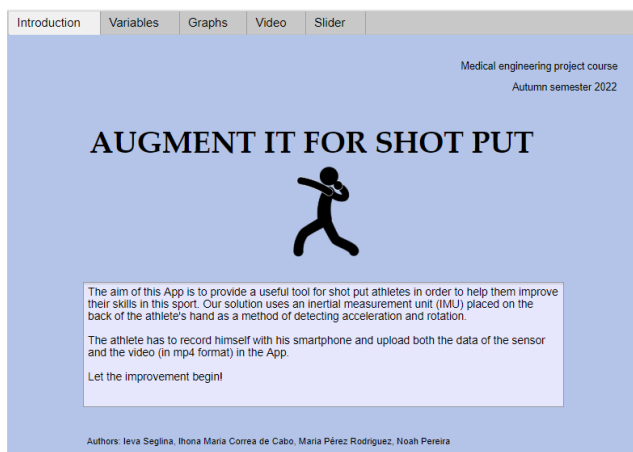 Introduction Variables Graphs Video Slider
Medical engineering project course
Autumn semester 2022
AUGMENT IT FOR SHOT PUT
The aim of this App is to provide a useful tool for shot put athletes in order to help them improve
their skills in this sport. Our solution uses an inertial measurement unit (IMU) placed on the
back of the athlete's hand as a method of detecting acceleration and rotation.
The athlete has to record himself with his smartphone and upload both the data of the sensor
and the video (in mp4 format) in the App.
Let the improvement begin!
Authors: Ieva Seglina, Ihona Maria Correa de Cabo, Maria Pérez Rodriguez, Noah Pereira